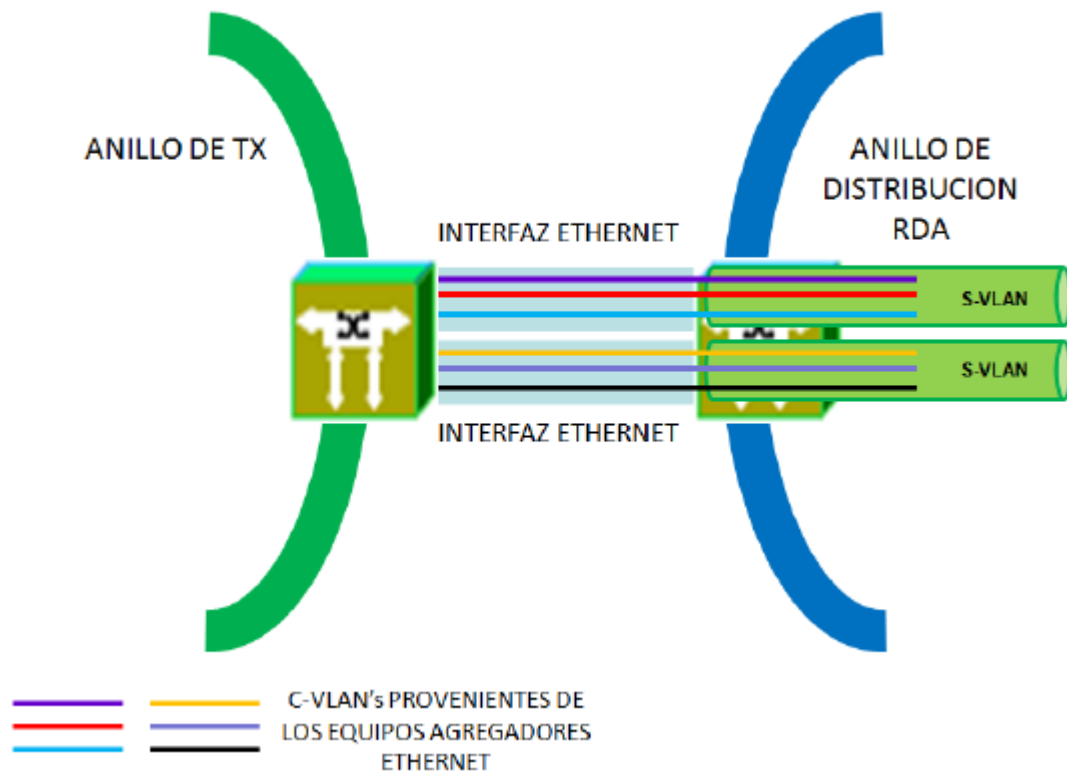 ANILLO DE TX
ANILLO DE
DISTRIBUCION
RDA
INTERFAZ ETHERNET
S-VLAN
S-VLAN
INTERFAZ ETHERNET
C-VLAN's PROVENIENTES DE
LOS EQUIPOS AGREGADORES
ETHERNET